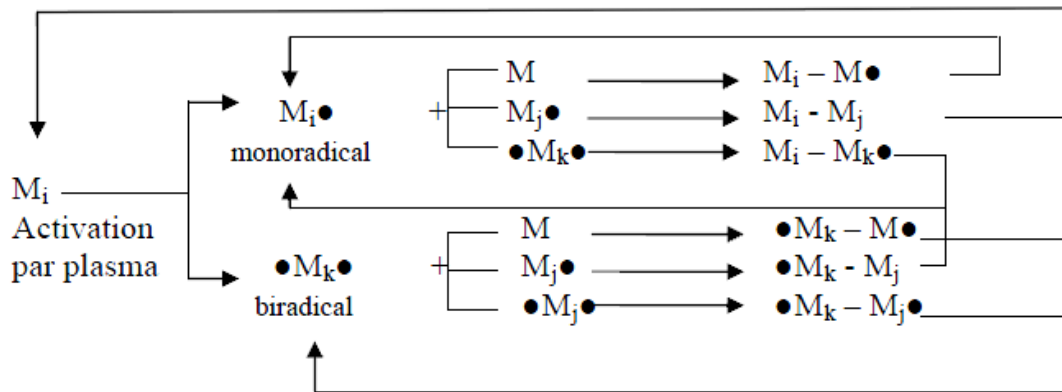 M → Mᵢ – M●
Mᵢ● + Mⱼ● → Mᵢ - Mⱼ
monoradical ●Mₖ● → Mᵢ – Mₖ●
Mᵢ
Activation
par plasma
M → ●Mₖ – M●
●Mₖ● + Mⱼ● → ●Mₖ - Mⱼ
biradical ●Mⱼ● → ●Mₖ – Mⱼ●